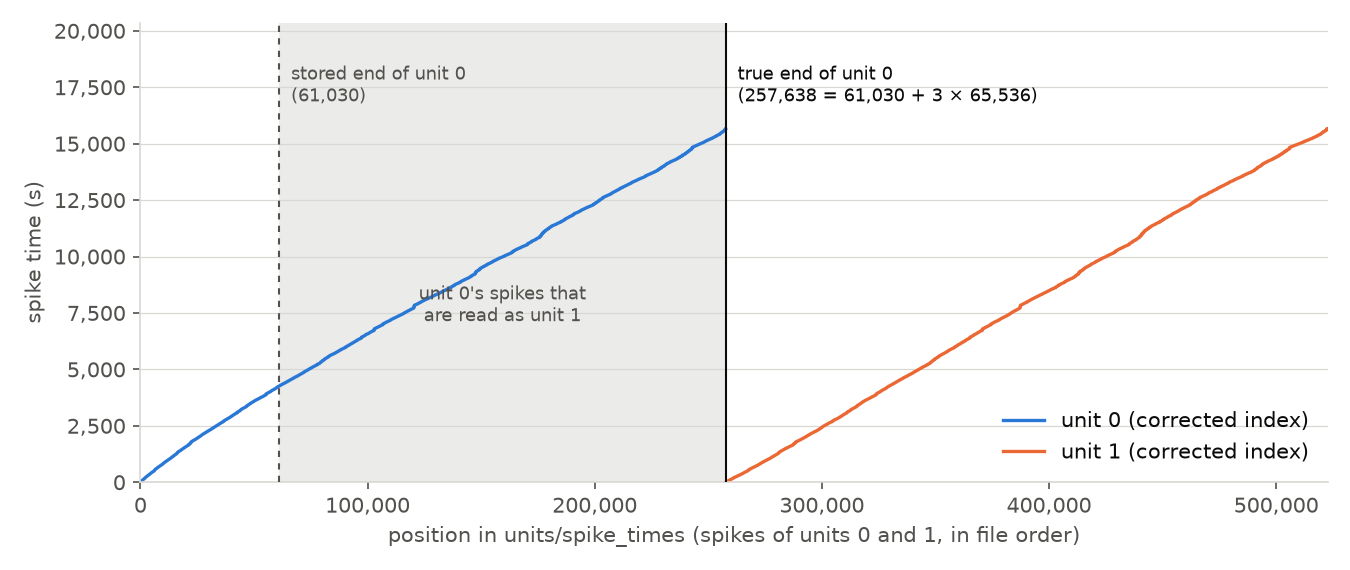 20,000
17,500
15,000
12,500
10,000
7,500
5,000
2,500
0
spike time (s)
stored end of unit 0
(61,030)
true end of unit 0
(257,638 = 61,030 + 3 × 65,536)
unit 0's spikes that
are read as unit 1
unit 0 (corrected index)
unit 1 (corrected index)
0
100,000
200,000
300,000
400,000
500,000
position in units/spike_times (spikes of units 0 and 1, in file order)